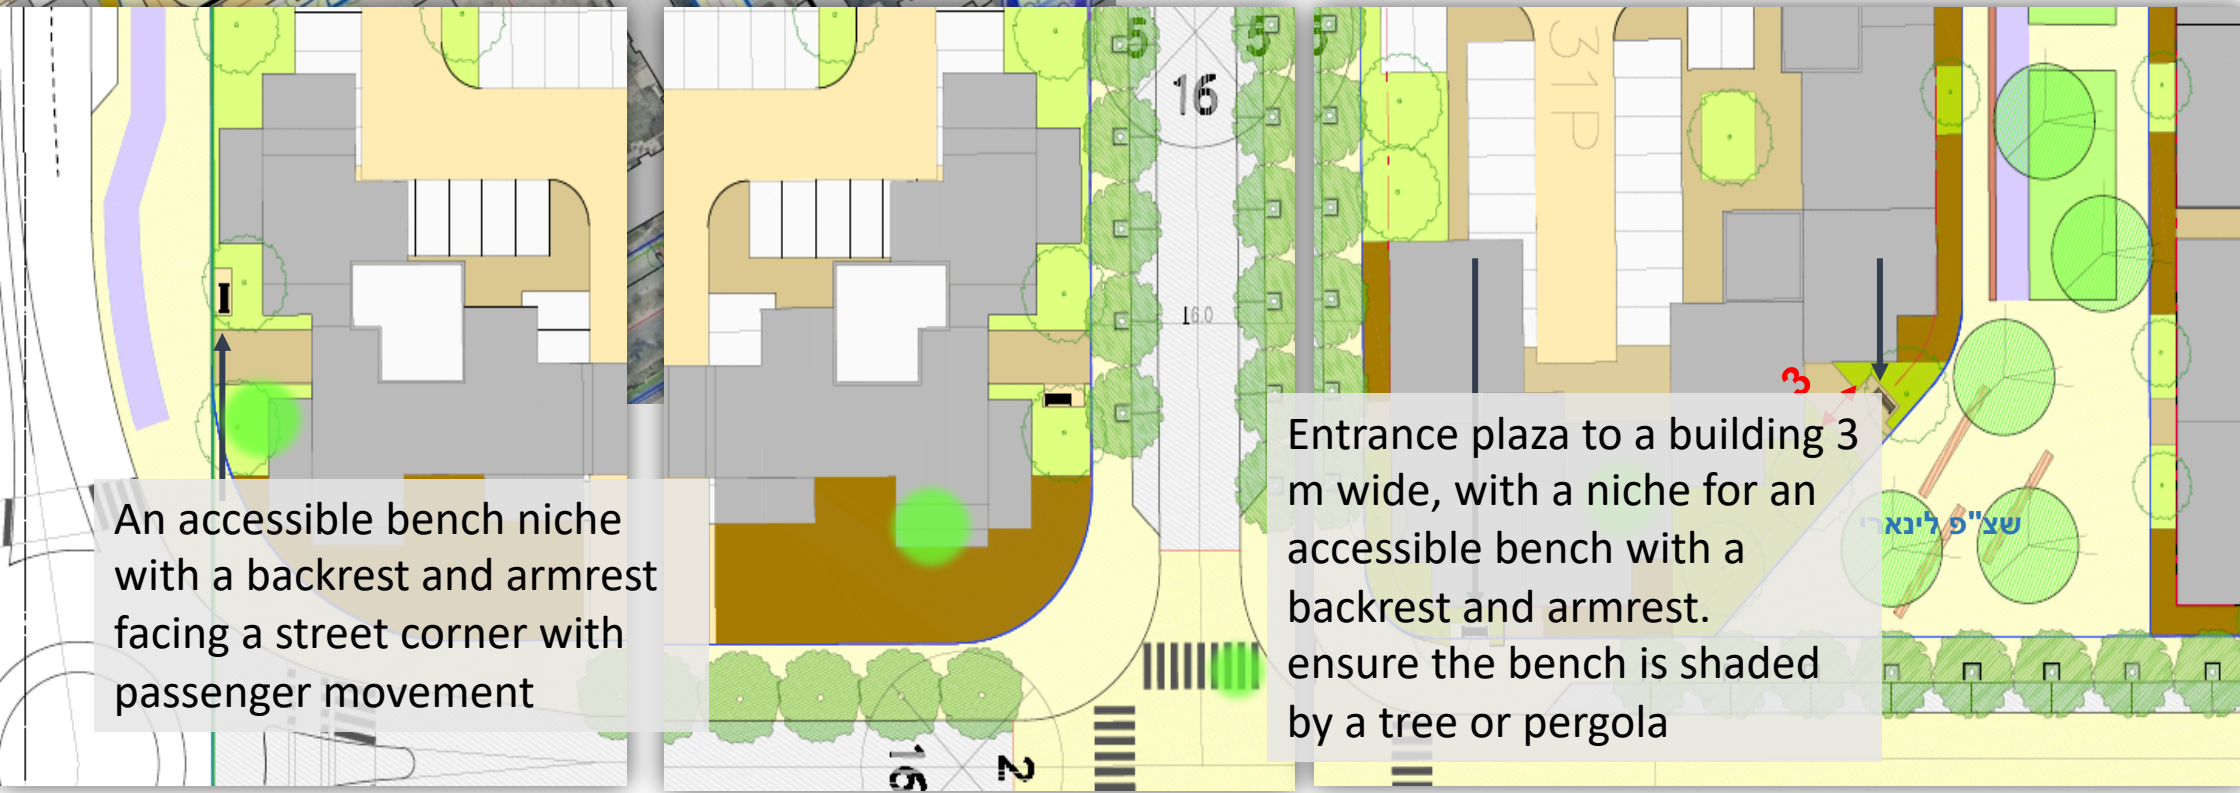 5
5
5
16
31P
16.0
3
An accessible bench niche
with a backrest and armrest
facing a street corner with
passenger movement
Entrance plaza to a building 3
m wide, with a niche for an
accessible bench with a
backrest and armrest.
ensure the bench is shaded
by a tree or pergola
שצ"פ לינארי
16
2